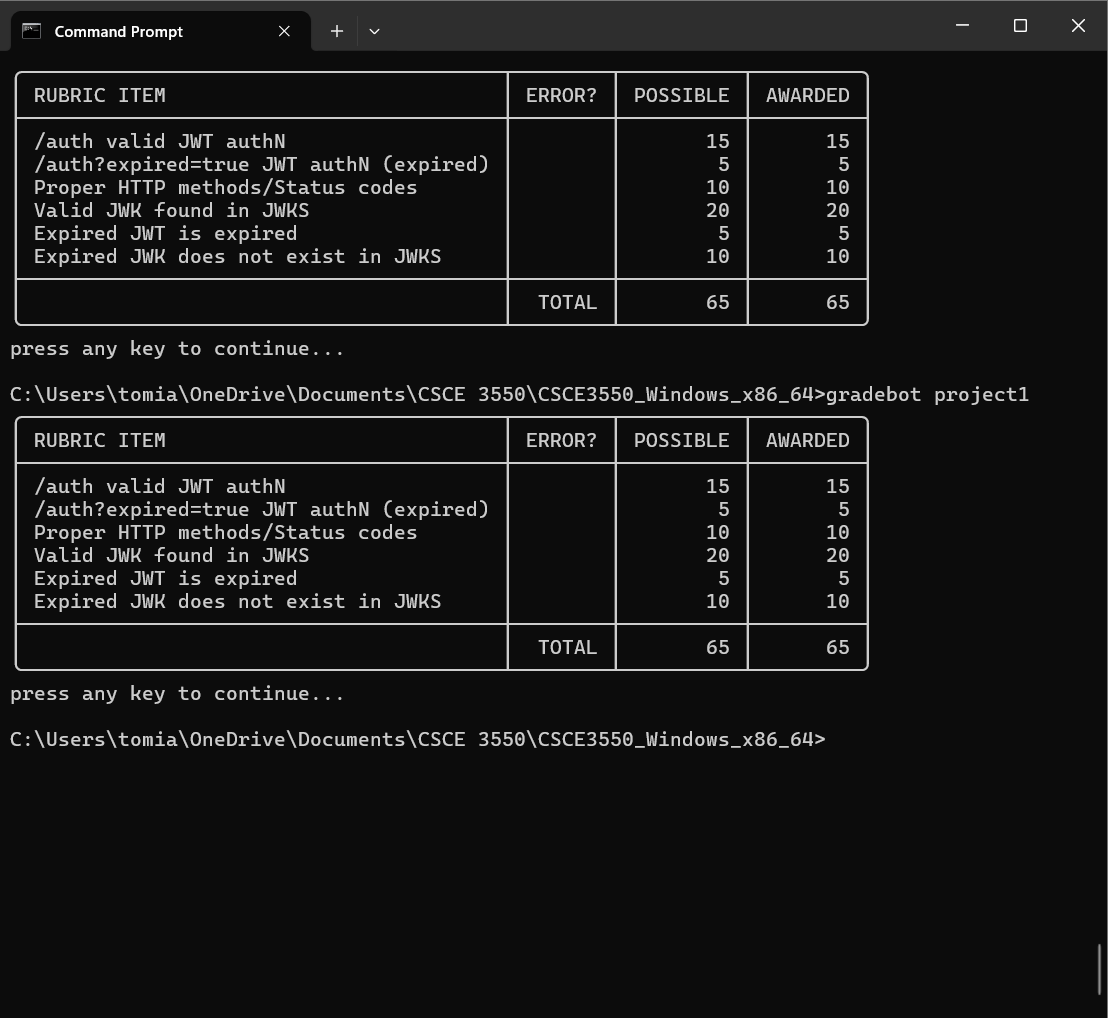 Command Prompt
RUBRIC ITEM ERROR? POSSIBLE AWARDED
/auth valid JWT authN 15 15
/auth?expired=true JWT authN (expired) 5 5
Proper HTTP methods/Status codes 10 10
Valid JWK found in JWKS 20 20
Expired JWT is expired 5 5
Expired JWK does not exist in JWKS 10 10
TOTAL 65 65
press any key to continue...
C:\Users\tomia\OneDrive\Documents\CSCE 3550\CSCE3550_Windows_x86_64>gradebot project1
RUBRIC ITEM ERROR? POSSIBLE AWARDED
/auth valid JWT authN 15 15
/auth?expired=true JWT authN (expired) 5 5
Proper HTTP methods/Status codes 10 10
Valid JWK found in JWKS 20 20
Expired JWT is expired 5 5
Expired JWK does not exist in JWKS 10 10
TOTAL 65 65
press any key to continue...
C:\Users\tomia\OneDrive\Documents\CSCE 3550\CSCE3550_Windows_x86_64>